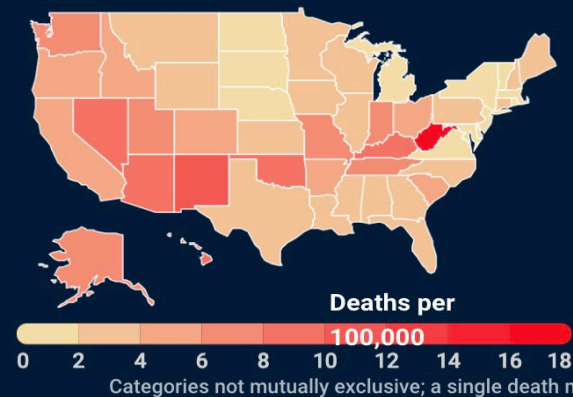 Deaths per
100,000
0 2 4 6 8 10 12 14 16 18
Categories not mutually exclusive; a single death